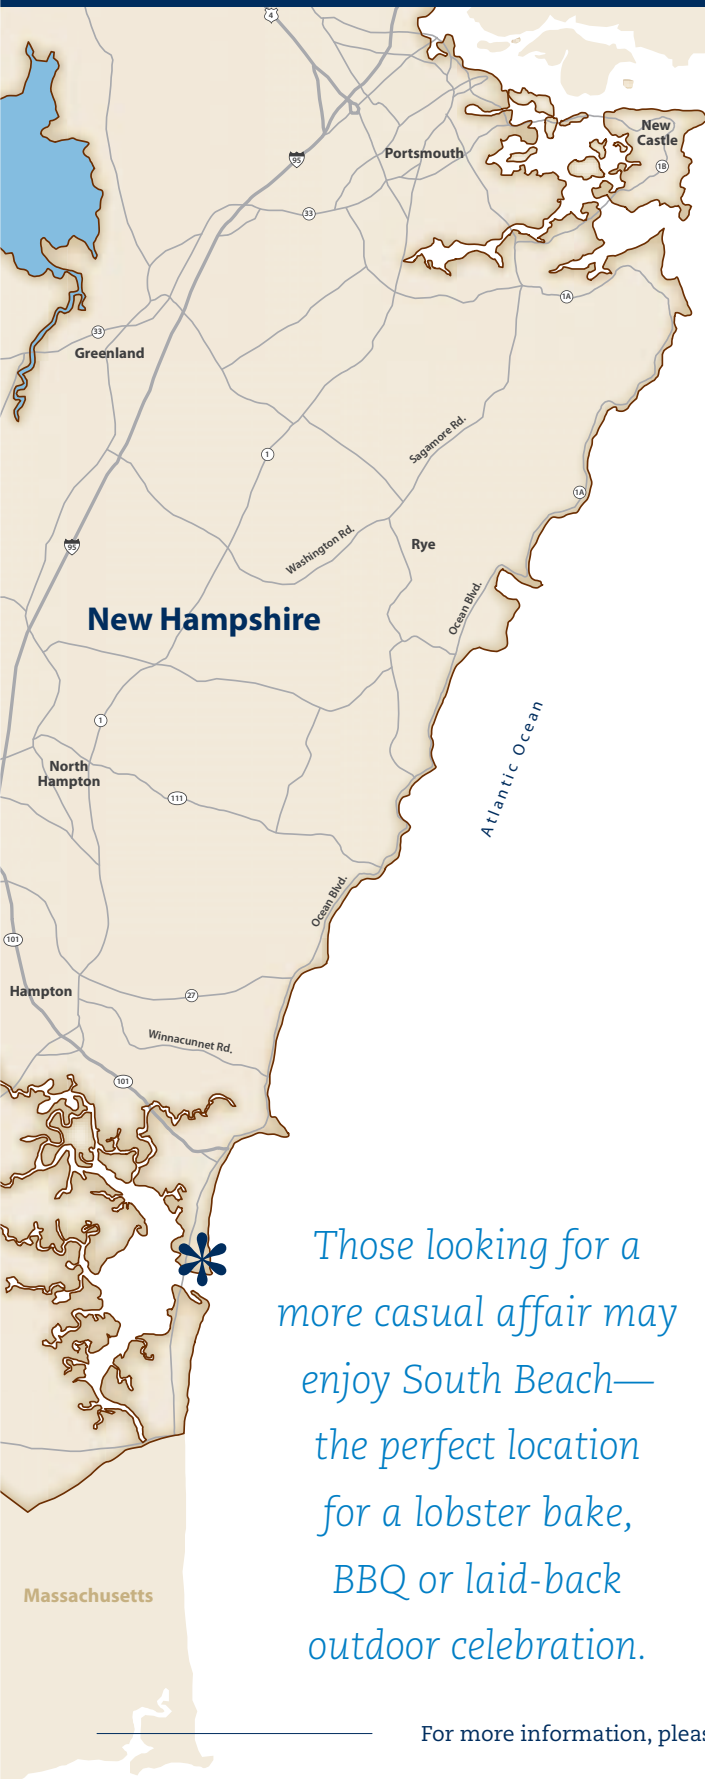 4
New
Castle
95
Portsmouth
1B
33
1A
33
Greenland
Sagamore Rd.
1
1A
Washington Rd.
Rye
95
Ocean Blvd.
New Hampshire
Atlantic Ocean
1
North
Hampton
111
Ocean Blvd.
101
Hampton
27
Winnacunnet Rd.
101
Those looking for a
more casual affair may
enjoy South Beach—
the perfect location
for a lobster bake,
BBQ or laid-back
outdoor celebration.
Massachusetts
For more information, pleas